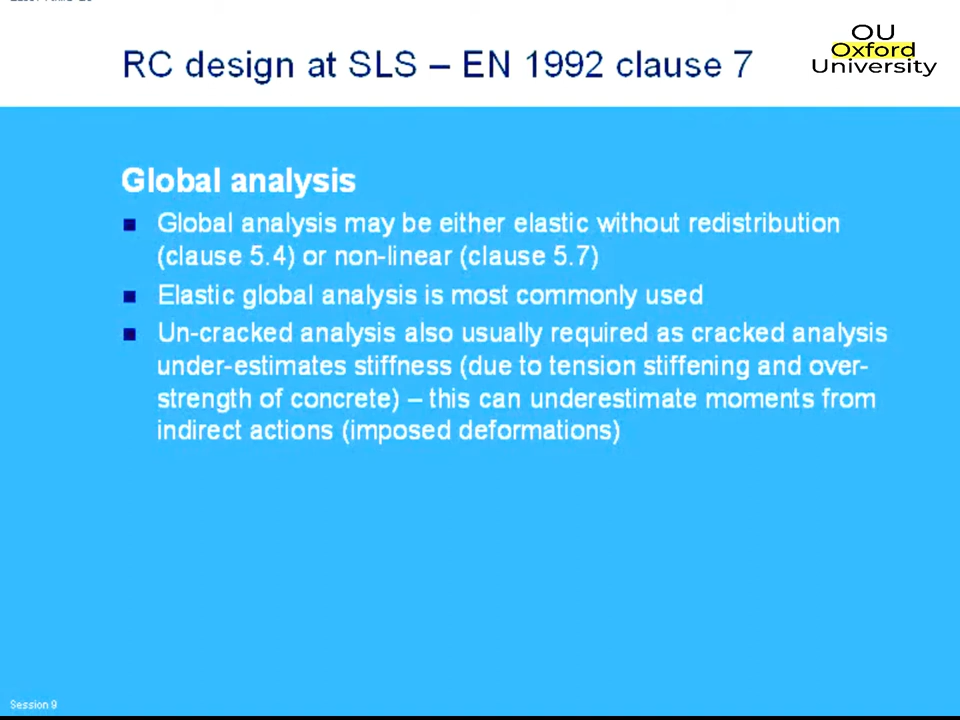 RC design at SLS – EN 1992 clause 7
OU
Oxford
University
Global analysis
Global analysis may be either elastic without redistribution
(clause 5.4) or non-linear (clause 5.7)
Elastic global analysis is most commonly used
Un-cracked analysis also usually required as cracked analysis
under-estimates stiffness (due to tension stiffening and over-
strength of concrete) – this can underestimate moments from
indirect actions (imposed deformations)
Session 9